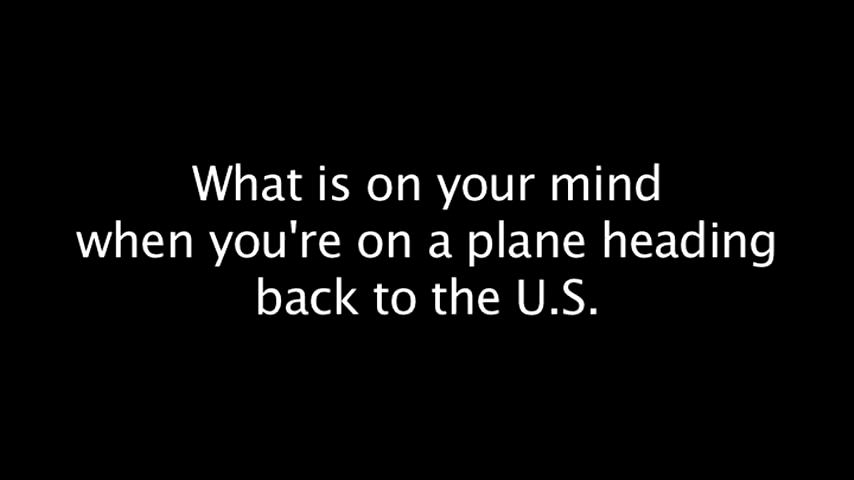 What is on your mind
when you're on a plane heading
back to the U.S.